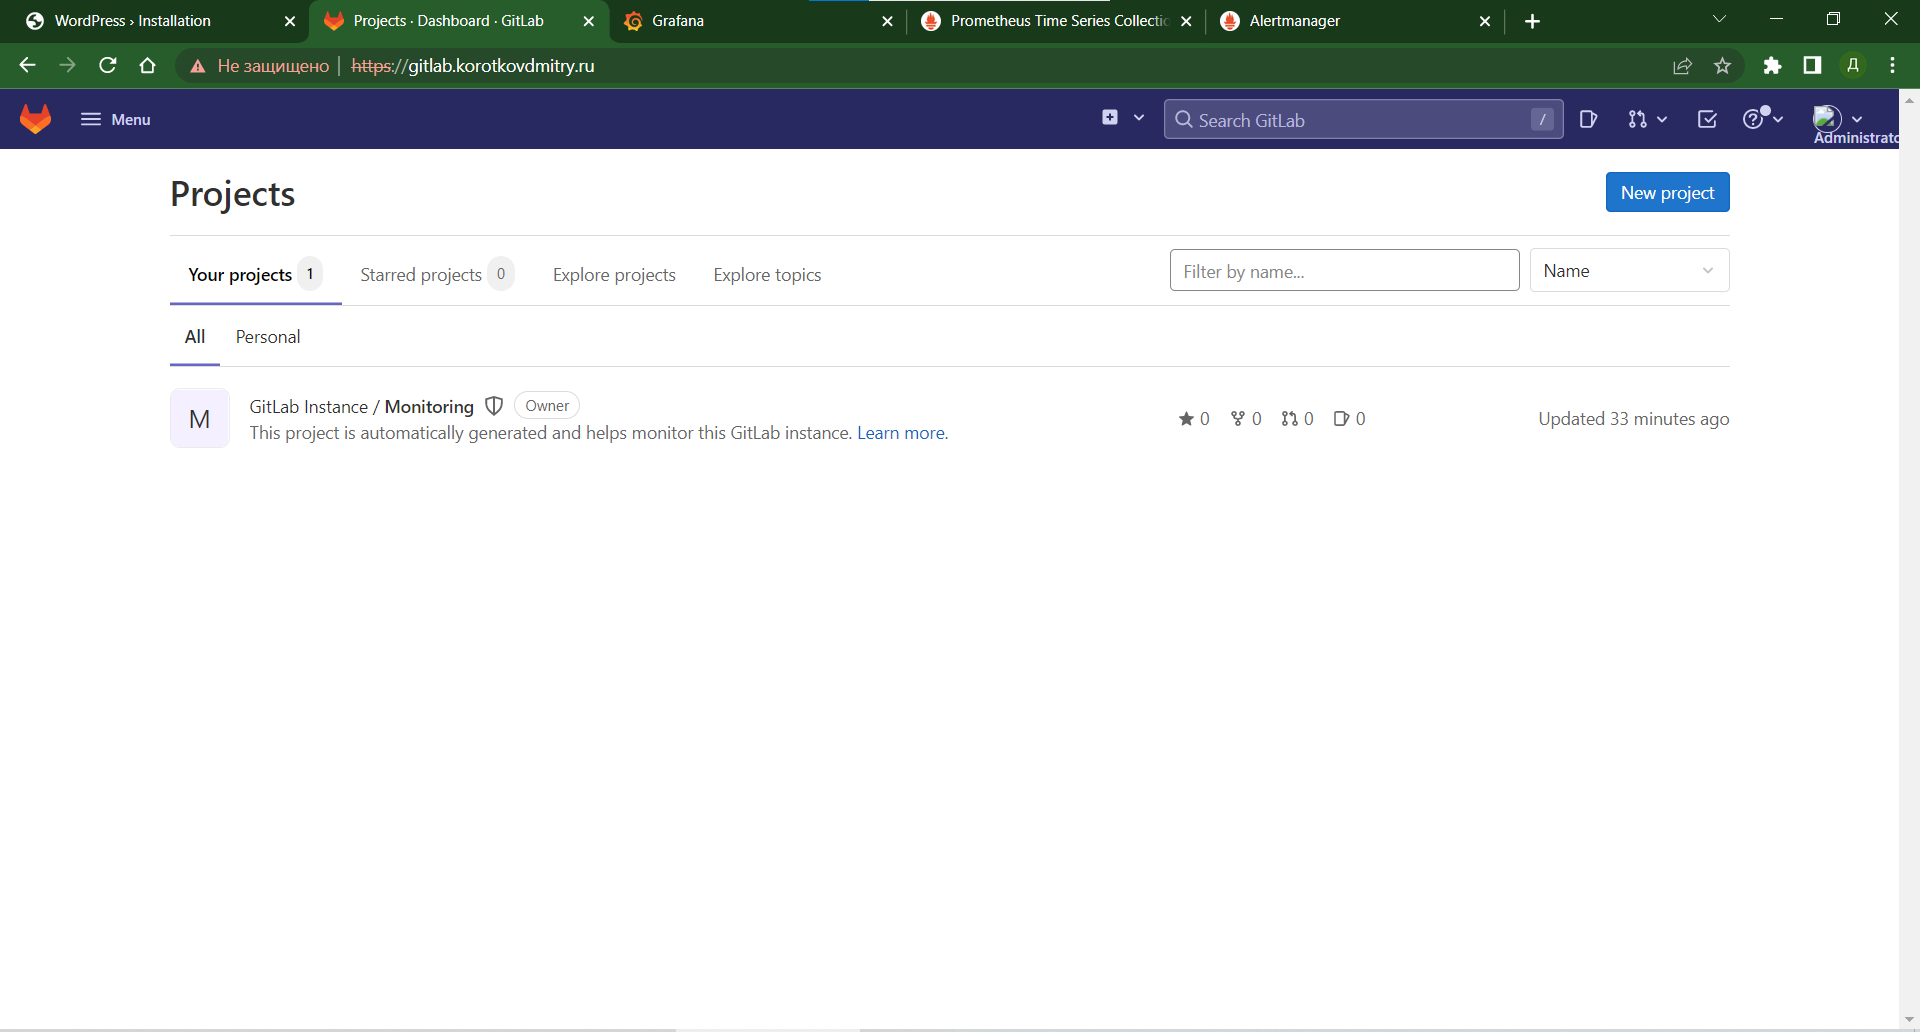 WordPress › Installation
Projects · Dashboard · GitLab
Grafana
Prometheus Time Series Collectio
Alertmanager
Не защищено https://gitlab.korotkovdmitry.ru
Д
Menu
Search GitLab /
Administrato
Projects
New project
Your projects 1 Starred projects 0 Explore projects Explore topics
Filter by name...
Name
All Personal
M
GitLab Instance / Monitoring Owner
This project is automatically generated and helps monitor this GitLab instance. Learn more.
0 0 0 0
Updated 33 minutes ago